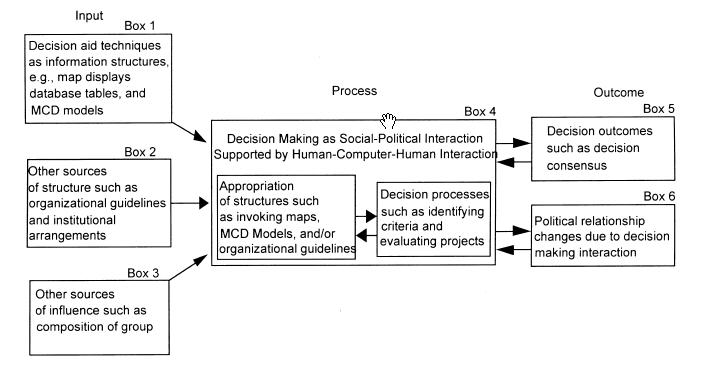 Input
Box 1
Decision aid techniques
as information structures,
e.g., map displays
database tables, and
MCD models
Box 2
Other sources
of structure such as
organizational guidelines
and institutional
arrangements
Box 3
Other sources
of influence such as
composition of group
Process
Box 4
Decision Making as Social-Political Interaction
Supported by Human-Computer-Human Interaction
Appropriation
of structures such
as invoking maps,
MCD Models, and/or
organizational guidelines
Decision processes
such as identifying
criteria and
evaluating projects
Outcome
Box 5
Decision outcomes
such as decision
consensus
Box 6
Political relationship
changes due to decision
making interaction